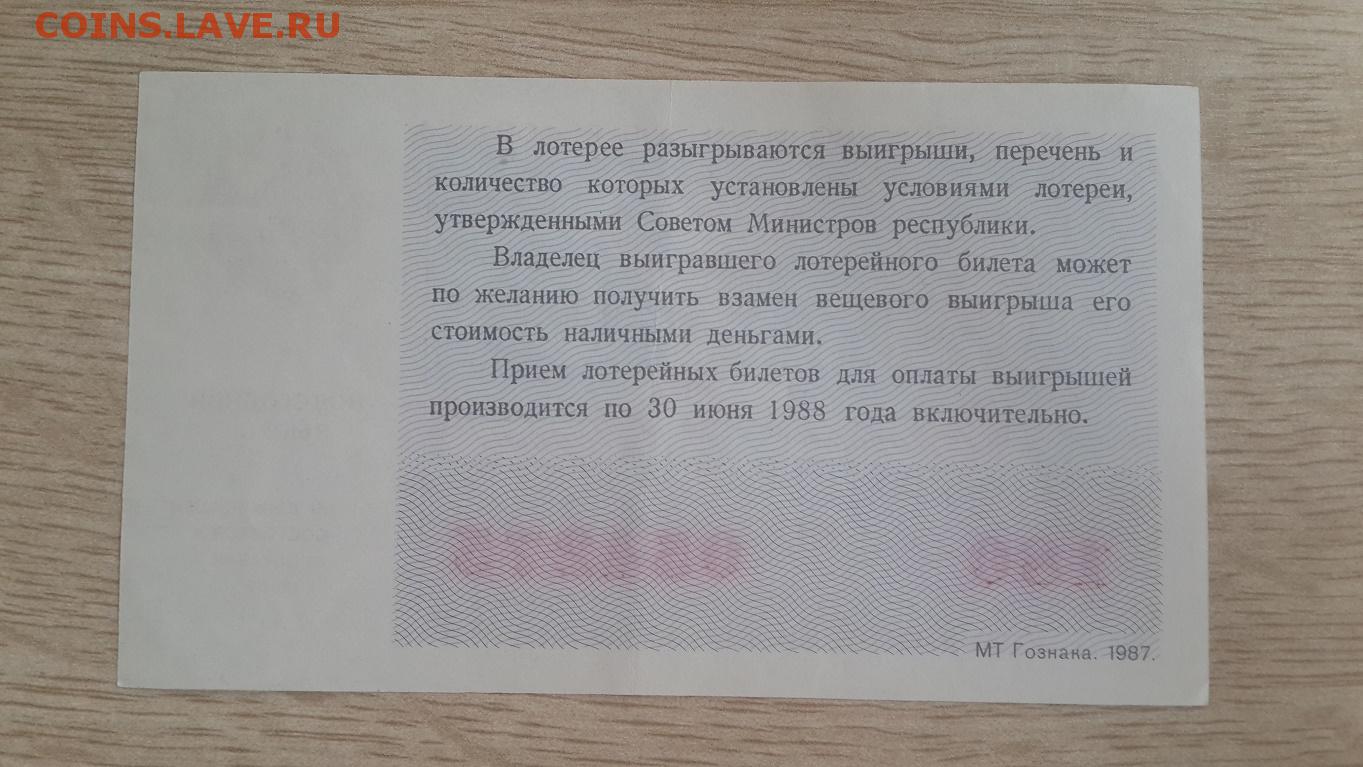 COINS.LAVE.RU
В лотерее разыгрываются выигрыши, перечень и
количество которых установлены условиями лотереи,
утвержденными Советом Министров республики.
Владелец выигравшего лотерейного билета может
по желанию получить взамен вещевого выигрыша его
стоимость наличными деньгами.
Прием лотерейных билетов для оплаты выигрышей
производится по 30 июня 1988 года включительно.
МТ Гознака. 1987.